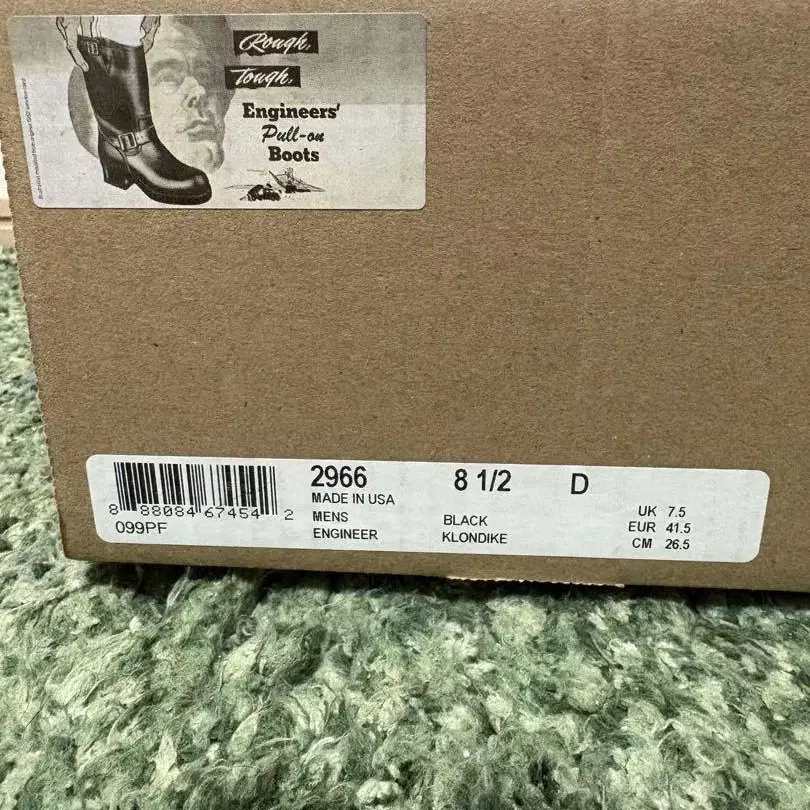 Rough,
Tough,
Engineers'
Pull-on
Boots
2966
8 1/2
D
MADE IN USA
8 88084 67454 2
MENS
BLACK
UK 7.5
099PF
ENGINEER
KLONDIKE
EUR 41.5
CM 26.5